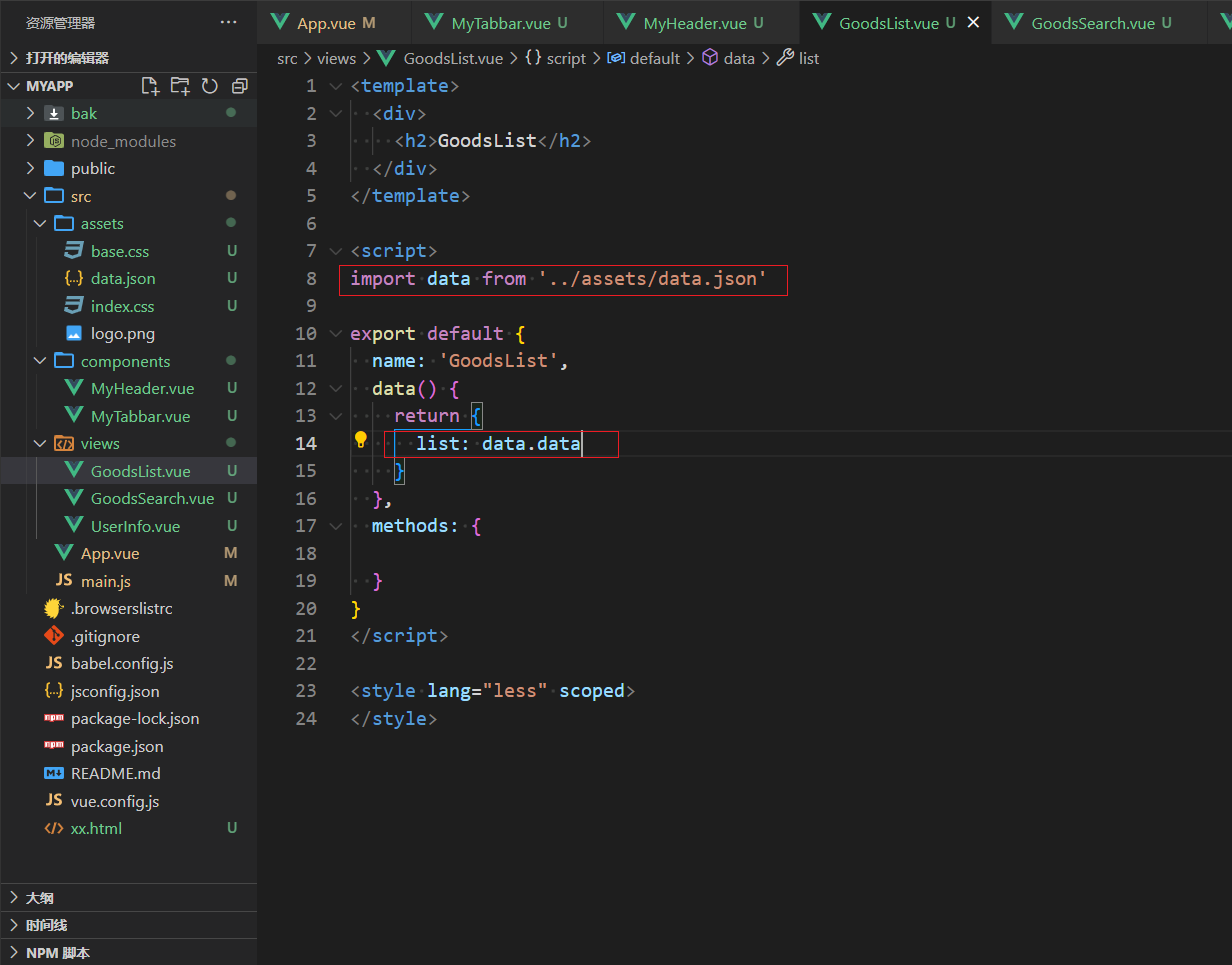 资源管理器 ···
打开的编辑器
MYAPP
bak
node_modules
public
src
assets
base.css U
data.json U
index.css U
logo.png
components
MyHeader.vue U
MyTabbar.vue U
views
GoodsList.vue U
GoodsSearch.vue U
UserInfo.vue U
App.vue M
JS main.js M
.browserslistrc
.gitignore
JS babel.config.js
jsconfig.json
npm package-lock.json
npm package.json
README.md
JS vue.config.js
xx.html U
大纲
时间线
NPM 脚本
App.vue M MyTabbar.vue U MyHeader.vue U GoodsList.vue U GoodsSearch.vue U
src > views > GoodsList.vue > {} script > default > data > list
1 <template>
2 <div>
3 <h2>GoodsList</h2>
4 </div>
5 </template>
6
7 <script>
8 import data from '../assets/data.json'
9
10 export default {
11 name: 'GoodsList',
12 data() {
13 return {
14 list: data.data
15 }
16 },
17 methods: {
18
19 }
20 }
21 </script>
22
23 <style lang="less" scoped>
24 </style>